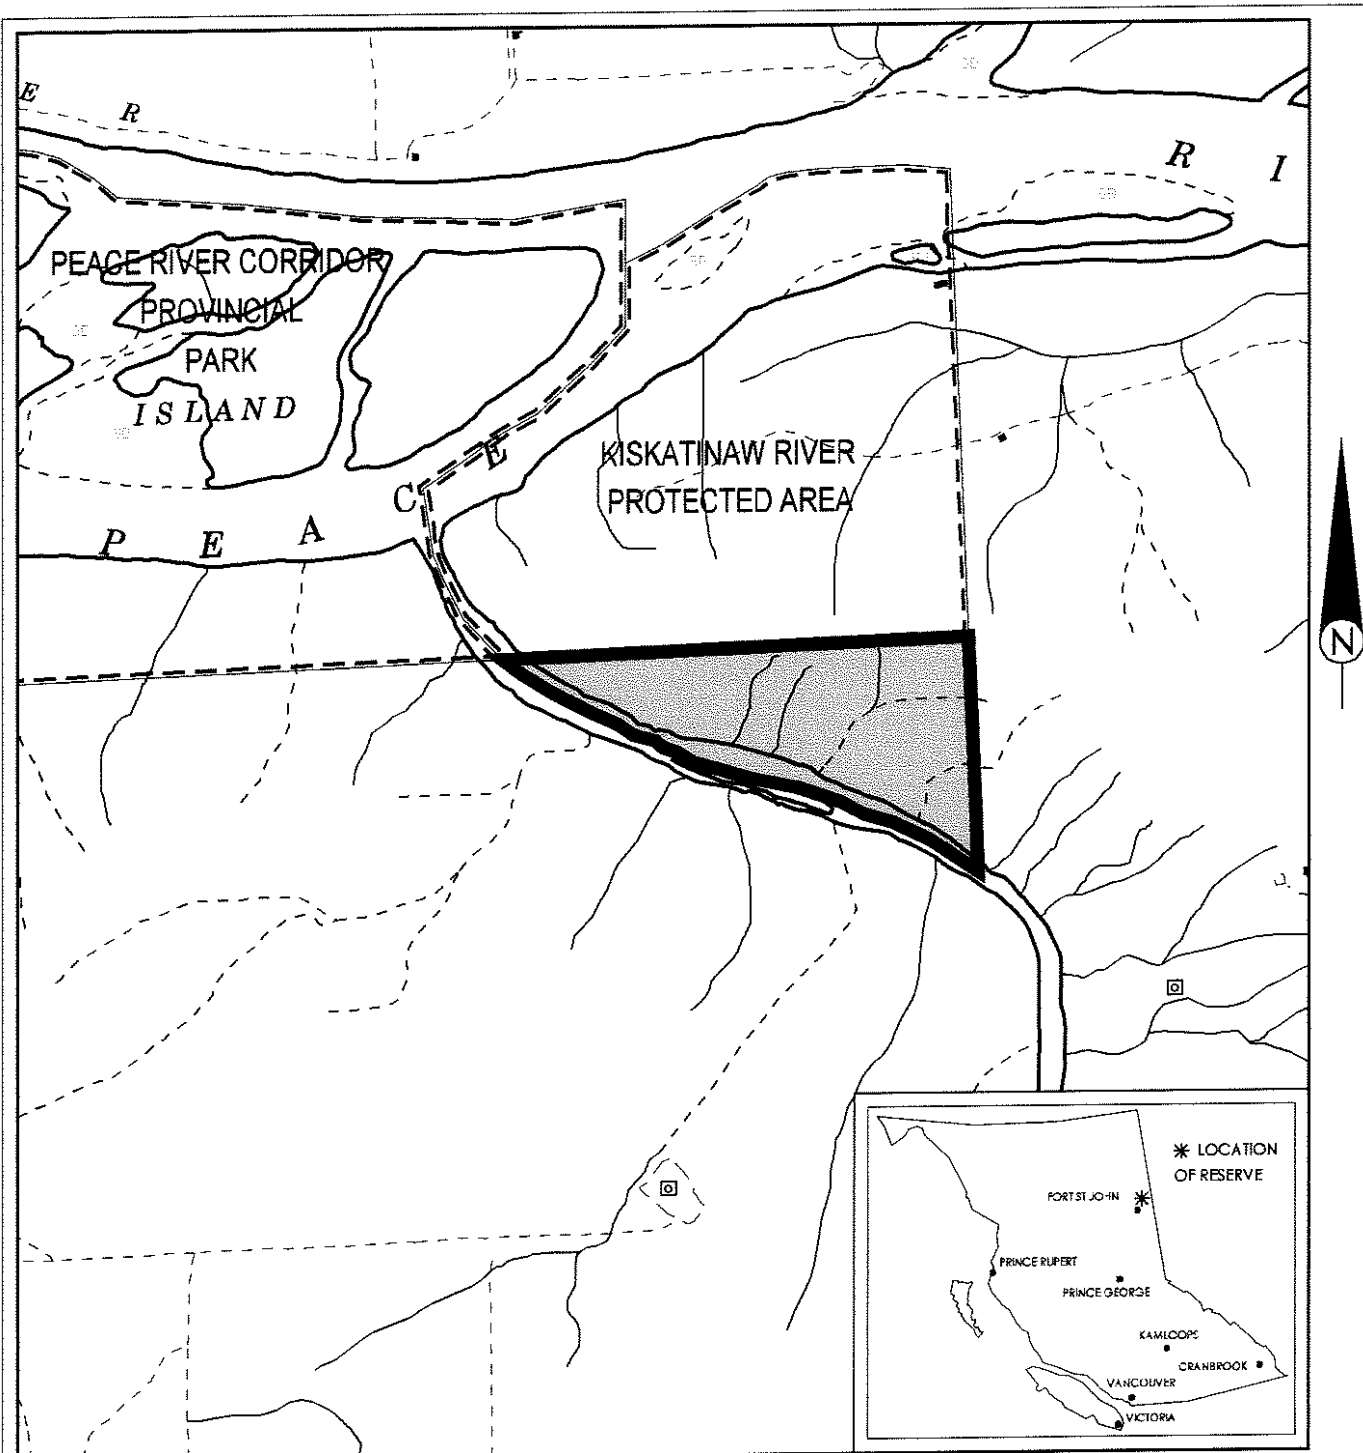 E R
R I
PEACE RIVER CORRIDOR
PROVINCIAL
PARK
ISLAND
KISKATINAW RIVER
PROTECTED AREA
P E A C E
N
LOCATION
OF RESERVE
FORT ST JOHN
PRINCE RUPERT
PRINCE GEORGE
KAMLOOPS
CRANBROOK
VANCOUVER
VICTORIA